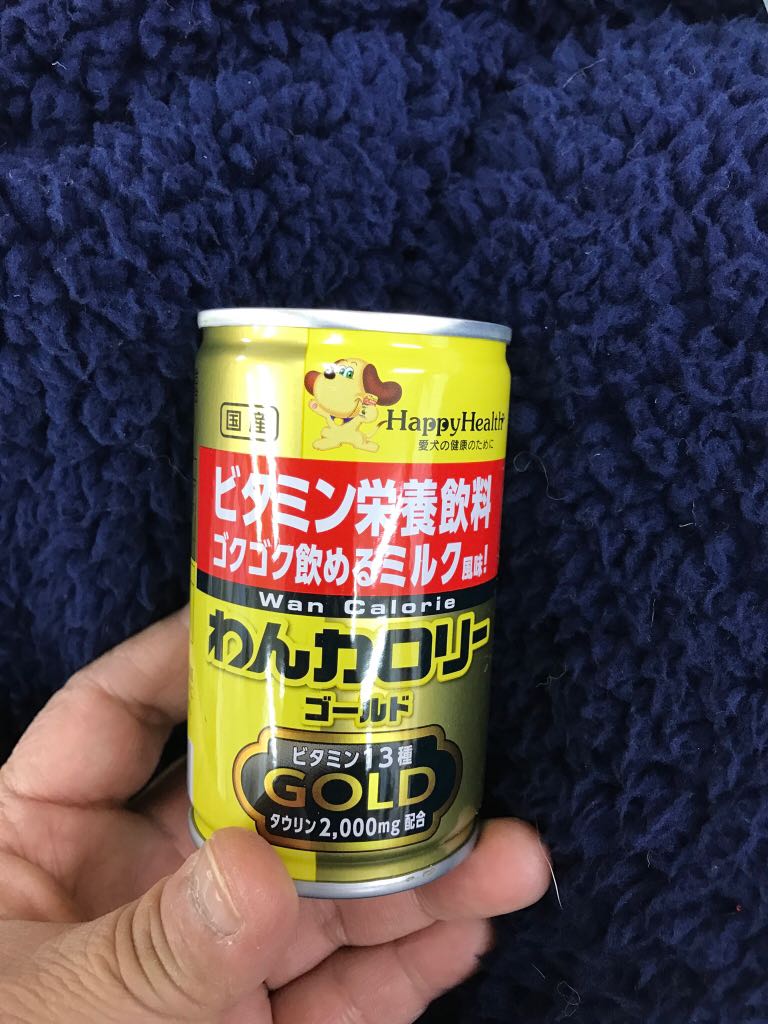 国産
HappyHealth
愛犬の健康のために
ビタミン栄養飲料
ゴクゴク飲めるミルク風味!
Wan Calorie
わんカロリー
ゴールド
ビタミン13種
GOLD
タウリン2,000mg配合